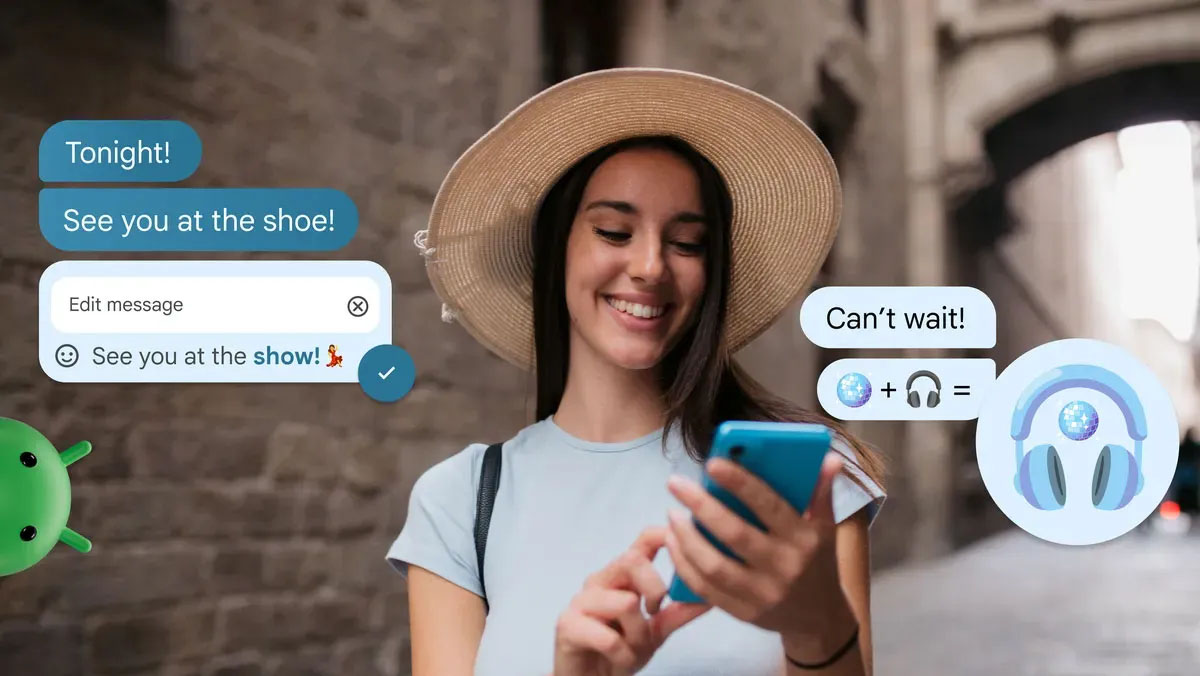 Tonight!
See you at the shoe!
Edit message
See you at the show!💃
Can't wait!
🪩 + 🎧 =